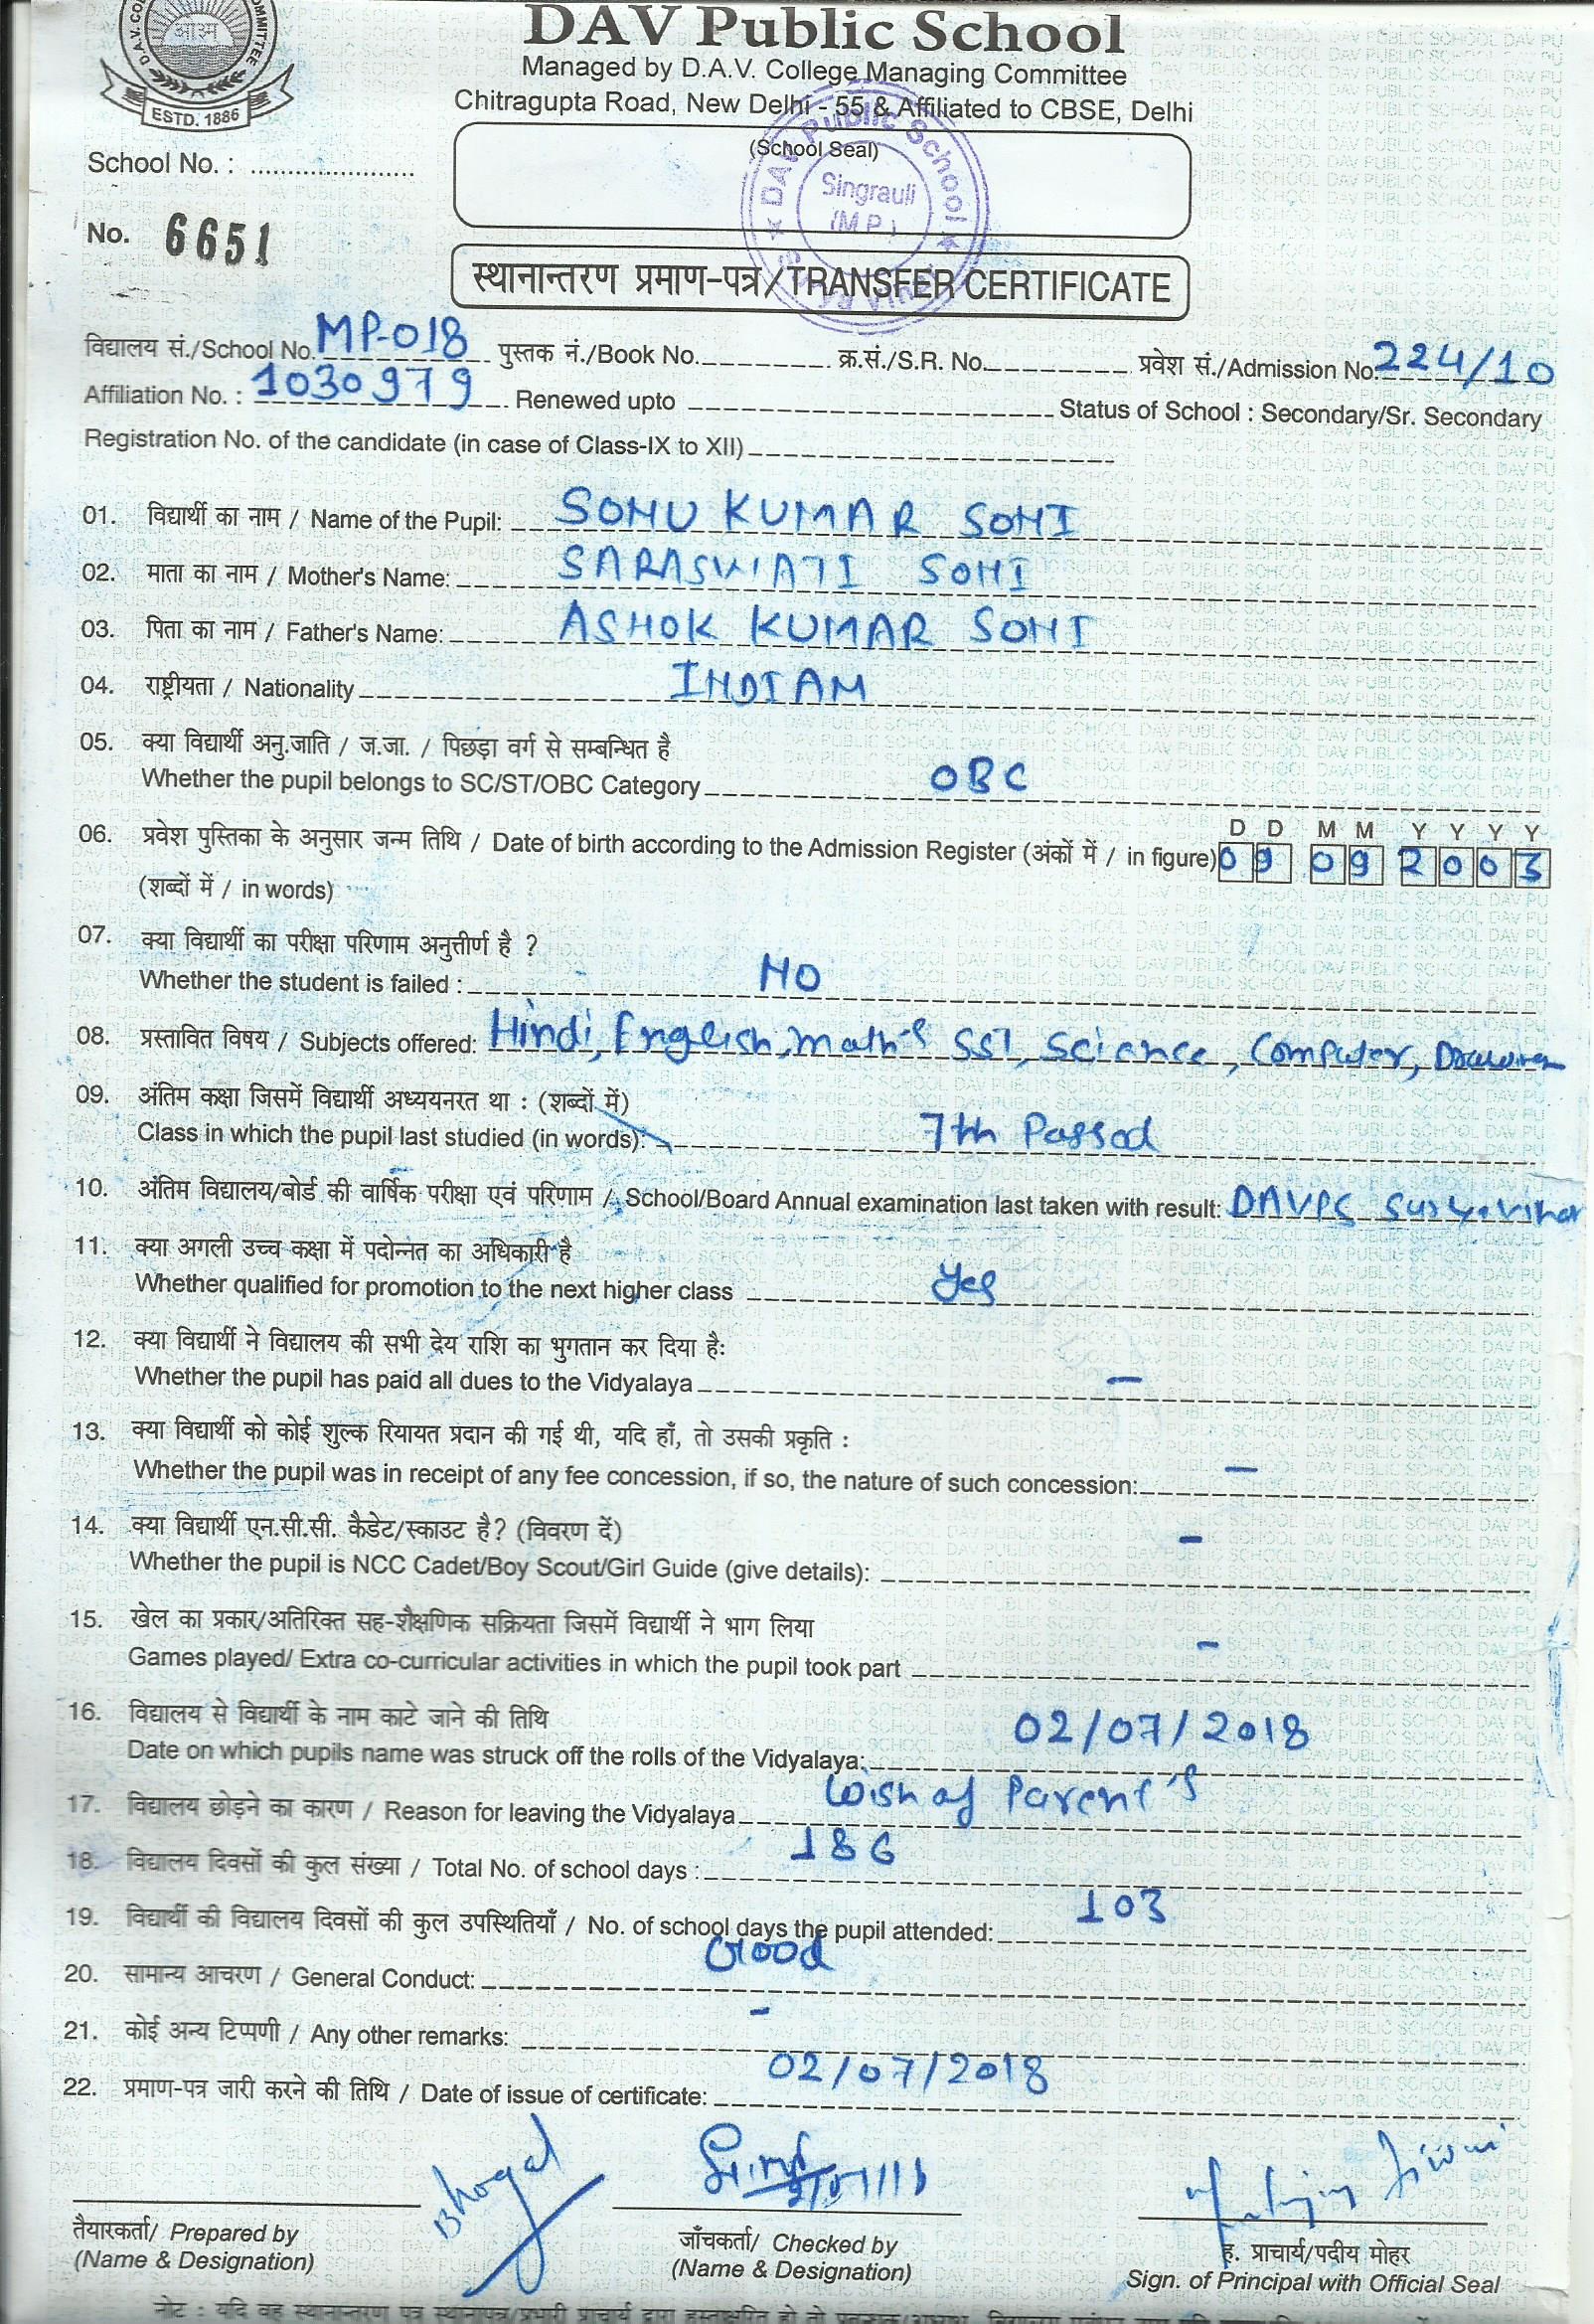 DAV Public School
Managed by D.A.V. College Managing Committee
Chitragupta Road, New Delhi - 55 & Affiliated to CBSE, Delhi
ESTD. 1886
(School Seal)
DAV Public School
Singrauli
(M.P.)
School No. : ......................
No. 6651
स्थानान्तरण प्रमाण-पत्र/TRANSFER CERTIFICATE
विद्यालय सं./School No. MP-018 पुस्तक नं./Book No. क्र.सं./S.R. No. प्रवेश सं./Admission No. 224/10
Affiliation No. : 1030979 Renewed upto Status of School : Secondary/Sr. Secondary
Registration No. of the candidate (in case of Class-IX to XII)
01. विद्यार्थी का नाम / Name of the Pupil: SONU KUMAR SONI
02. माता का नाम / Mother's Name: SARASWATI SONI
03. पिता का नाम / Father's Name: ASHOK KUMAR SONI
04. राष्ट्रीयता / Nationality INDIAN
05. क्या विद्यार्थी अनु.जाति / ज.जा. / पिछड़ा वर्ग से सम्बन्धित है
Whether the pupil belongs to SC/ST/OBC Category OBC
D D M M Y Y Y Y
06. प्रवेश पुस्तिका के अनुसार जन्म तिथि / Date of birth according to the Admission Register (अंकों में / in figure) 09 09 2003
(शब्दों में / in words)
07. क्या विद्यार्थी का परीक्षा परिणाम अनुत्तीर्ण है ?
Whether the student is failed : NO
08. प्रस्तावित विषय / Subjects offered: Hindi, English, Math's SST, Science, Computer,
09. अंतिम कक्षा जिसमें विद्यार्थी अध्ययनरत था : (शब्दों में)
Class in which the pupil last studied (in words): 7th Passed
10. अंतिम विद्यालय/बोर्ड की वार्षिक परीक्षा एवं परिणाम / School/Board Annual examination last taken with result: DAVPS
11. क्या अगली उच्च कक्षा में पदोन्नत का अधिकारी है
Whether qualified for promotion to the next higher class Yes
12. क्या विद्यार्थी ने विद्यालय की सभी देय राशि का भुगतान कर दिया है:
Whether the pupil has paid all dues to the Vidyalaya –
13. क्या विद्यार्थी को कोई शुल्क रियायत प्रदान की गई थी, यदि हाँ, तो उसकी प्रकृति :
Whether the pupil was in receipt of any fee concession, if so, the nature of such concession: –
14. क्या विद्यार्थी एन.सी.सी. कैडेट/स्काउट है? (विवरण दें)
Whether the pupil is NCC Cadet/Boy Scout/Girl Guide (give details): –
15. खेल का प्रकार/अतिरिक्त सह-शैक्षणिक सक्रियता जिसमें विद्यार्थी ने भाग लिया
Games played/ Extra co-curricular activities in which the pupil took part –
16. विद्यालय से विद्यार्थी के नाम काटे जाने की तिथि
Date on which pupils name was struck off the rolls of the Vidyalaya: 02/07/2018
17. विद्यालय छोड़ने का कारण / Reason for leaving the Vidyalaya Wish of Parent's
18. विद्यालय दिवसों की कुल संख्या / Total No. of school days : 186
19. विद्यार्थी की विद्यालय दिवसों की कुल उपस्थितियाँ / No. of school days the pupil attended: 103
20. सामान्य आचरण / General Conduct: Good
21. कोई अन्य टिप्पणी / Any other remarks: –
22. प्रमाण-पत्र जारी करने की तिथि / Date of issue of certificate: 02/07/2018
तैयारकर्ता/ Prepared by
(Name & Designation)
जाँचकर्ता/ Checked by
(Name & Designation)
ह. प्राचार्य/पदीय मोहर
Sign. of Principal with Official Seal